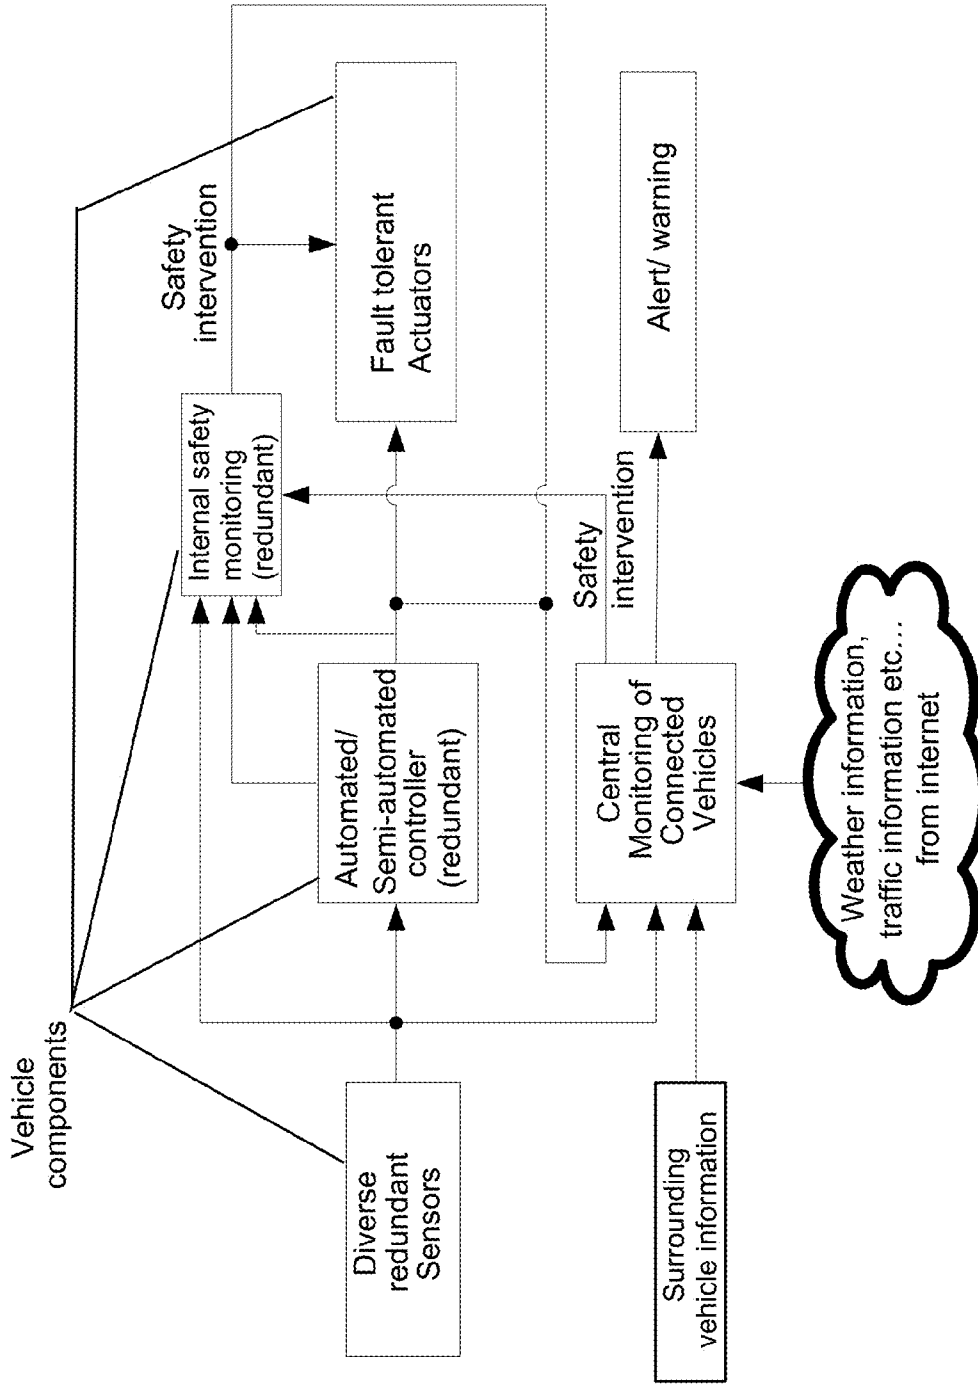 Vehicle
components
Safety
intervention
Internal safety
monitoring
(redundant)
Diverse
redundant
Sensors
Automated/
Semi-automated
controller
(redundant)
Fault tolerant
Actuators
Safety
intervention
Surrounding
vehicle information
Central
Monitoring of
Connected
Vehicles
Alert/ warning
Weather information,
traffic information etc...
from internet